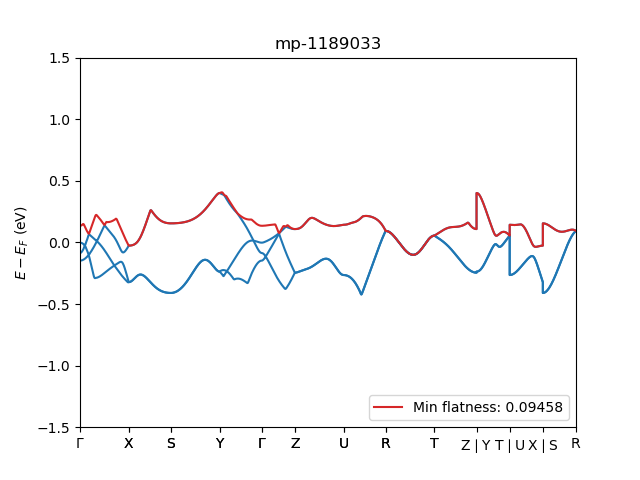 mp-1189033
E − E_F (eV)
1.5
1.0
0.5
0.0
−0.5
−1.0
−1.5
Min flatness: 0.09458
Γ X S Y Γ Z U R T Z | Y T | U X | S R